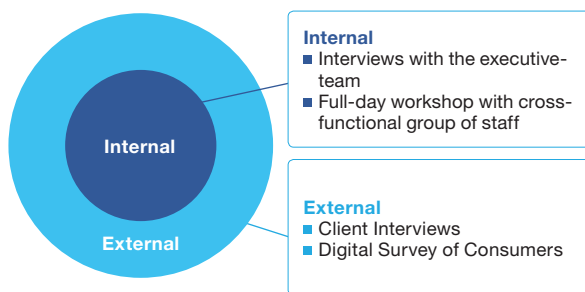 Internal
External
Internal
Interviews with the executive-
team
Full-day workshop with cross-
functional group of staff
External
Client Interviews
Digital Survey of Consumers